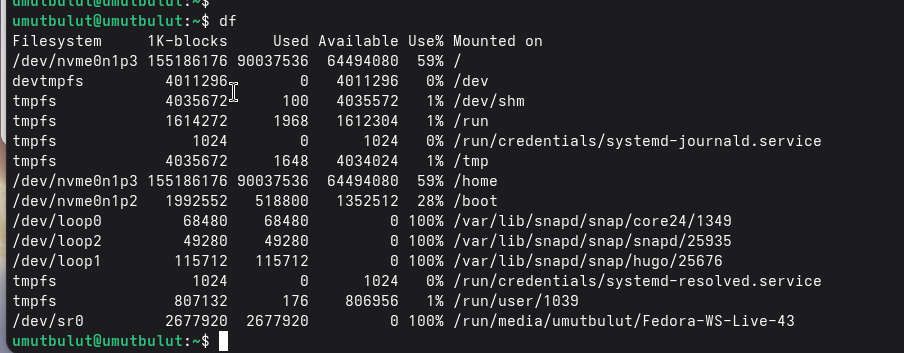 umutbulut@umutbulut:~$
umutbulut@umutbulut:~$ df
Filesystem     1K-blocks     Used Available Use% Mounted on
/dev/nvme0n1p3 155186176 90037536  64494080  59% /
devtmpfs         4011296        0   4011296   0% /dev
tmpfs            4035672      100   4035572   1% /dev/shm
tmpfs            1614272     1968   1612304   1% /run
tmpfs               1024        0      1024   0% /run/credentials/systemd-journald.service
tmpfs            4035672     1648   4034024   1% /tmp
/dev/nvme0n1p3 155186176 90037536  64494080  59% /home
/dev/nvme0n1p2   1992552   518800   1352512  28% /boot
/dev/loop0         68480    68480         0 100% /var/lib/snapd/snap/core24/1349
/dev/loop2         49280    49280         0 100% /var/lib/snapd/snap/snapd/25935
/dev/loop1        115712   115712         0 100% /var/lib/snapd/snap/hugo/25676
tmpfs               1024        0      1024   0% /run/credentials/systemd-resolved.service
tmpfs             807132      176    806956   1% /run/user/1039
/dev/sr0         2677920  2677920         0 100% /run/media/umutbulut/Fedora-WS-Live-43
umutbulut@umutbulut:~$